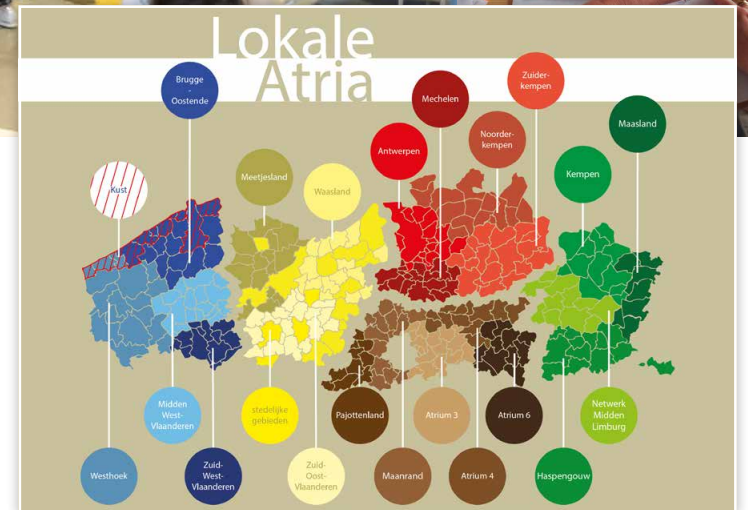 Lokale
Atria
Brugge
-
Oostende
Zuider-
kempen
Mechelen
Maasland
Noorder-
kempen
Antwerpen
Kempen
Meetjesland
Kust
Waasland
Midden
West-
Vlaanderen
stedelijke
gebieden
Pajottenland
Atrium 3
Atrium 6
Netwerk
Midden
Limburg
Westhoek
Zuid-
West-
Vlaanderen
Zuid-
Oost-
Vlaanderen
Maanrand
Atrium 4
Haspengouw